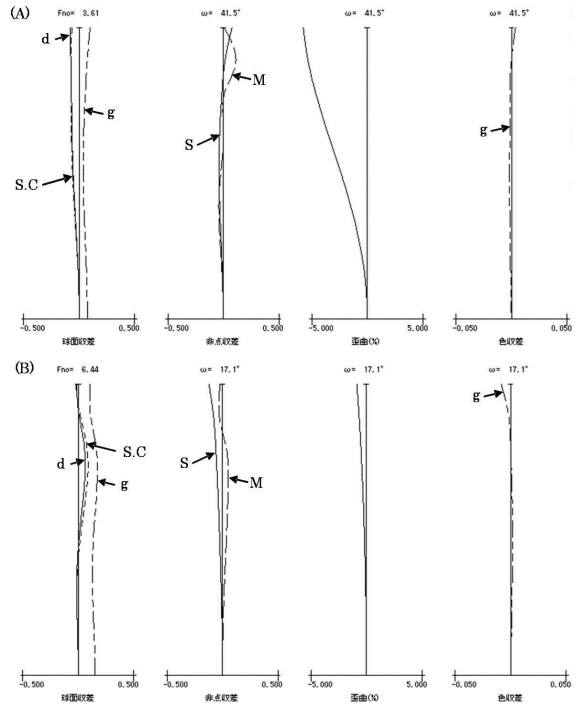 (A)
Fno= 3.61 ω= 41.5° ω= 41.5° ω= 41.5°
d
M
g
g
S
S.C
-0.500 0.500 -0.500 0.500 -5.000 5.000 -0.050 0.050
球面収差 非点収差 歪曲(%) 色収差
(B)
Fno= 6.44 ω= 17.1° ω= 17.1° ω= 17.1°
g
S.C
d
S
g
M
-0.500 0.500 -0.500 0.500 -5.000 5.000 -0.050 0.050
球面収差 非点収差 歪曲(%) 色収差